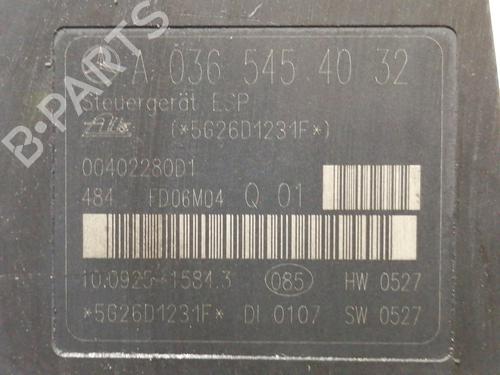 A 036 545 40 32
Steuergerät ESP
Ate (*5G26D1231F*)
00402280D1
484 FD06M04 Q 01
10.0925-1584.3 085 HW 0527
*5G26D1231F* DI 0107 SW 0527
B-PARTS